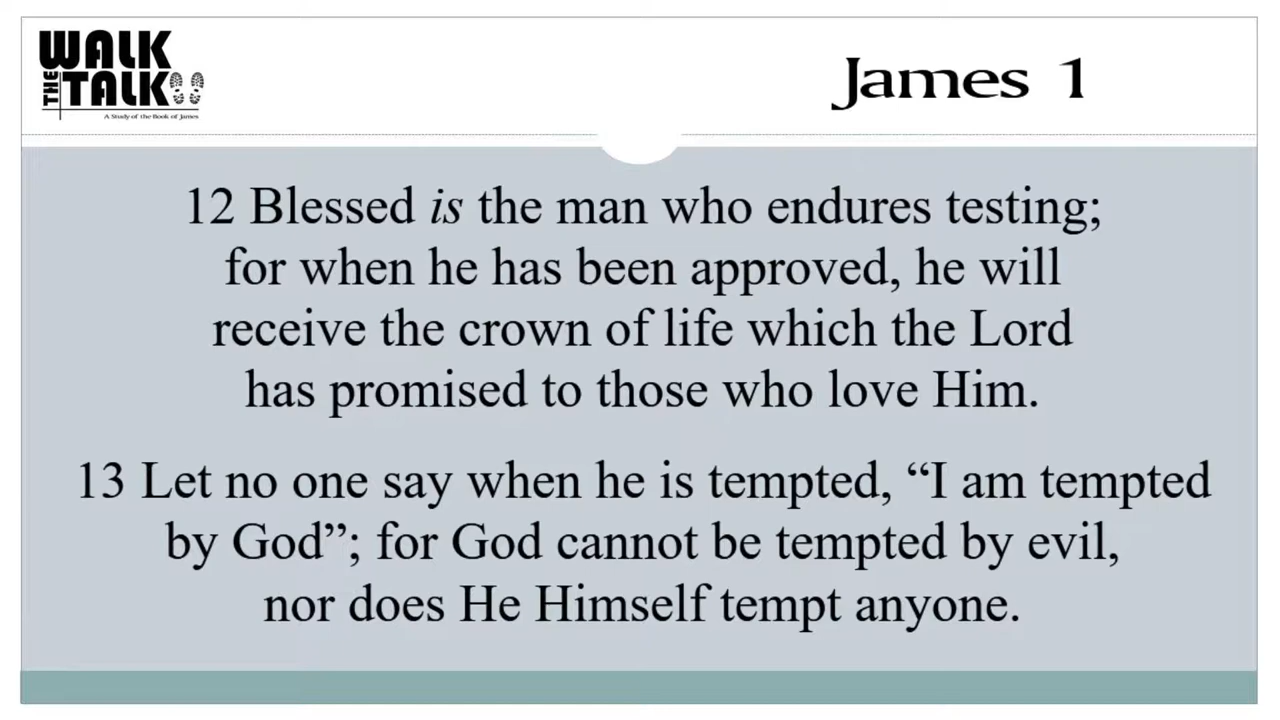 WALK
THE TALK
A Study of the Book of James
James 1
12 Blessed is the man who endures testing;
for when he has been approved, he will
receive the crown of life which the Lord
has promised to those who love Him.
13 Let no one say when he is tempted, “I am tempted
by God”; for God cannot be tempted by evil,
nor does He Himself tempt anyone.